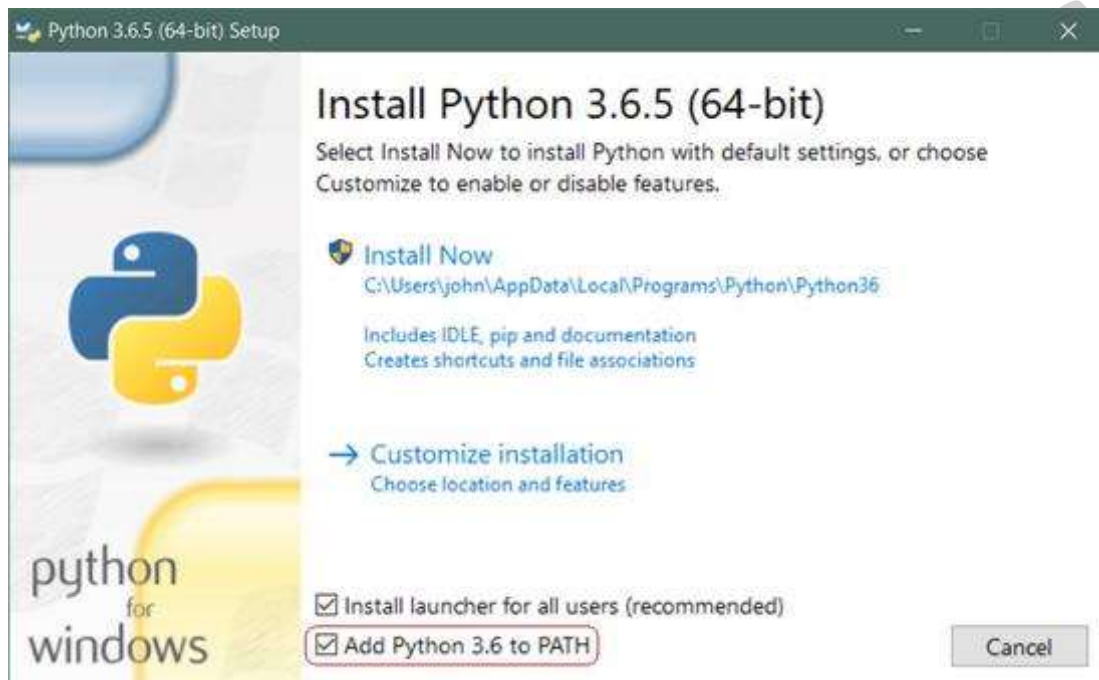 Python 3.6.5 (64-bit) Setup
Install Python 3.6.5 (64-bit)
Select Install Now to install Python with default settings, or choose
Customize to enable or disable features.
Install Now
C:\Users\john\AppData\Local\Programs\Python\Python36
Includes IDLE, pip and documentation
Creates shortcuts and file associations
Customize installation
Choose location and features
python
for
windows
Install launcher for all users (recommended)
Add Python 3.6 to PATH
Cancel